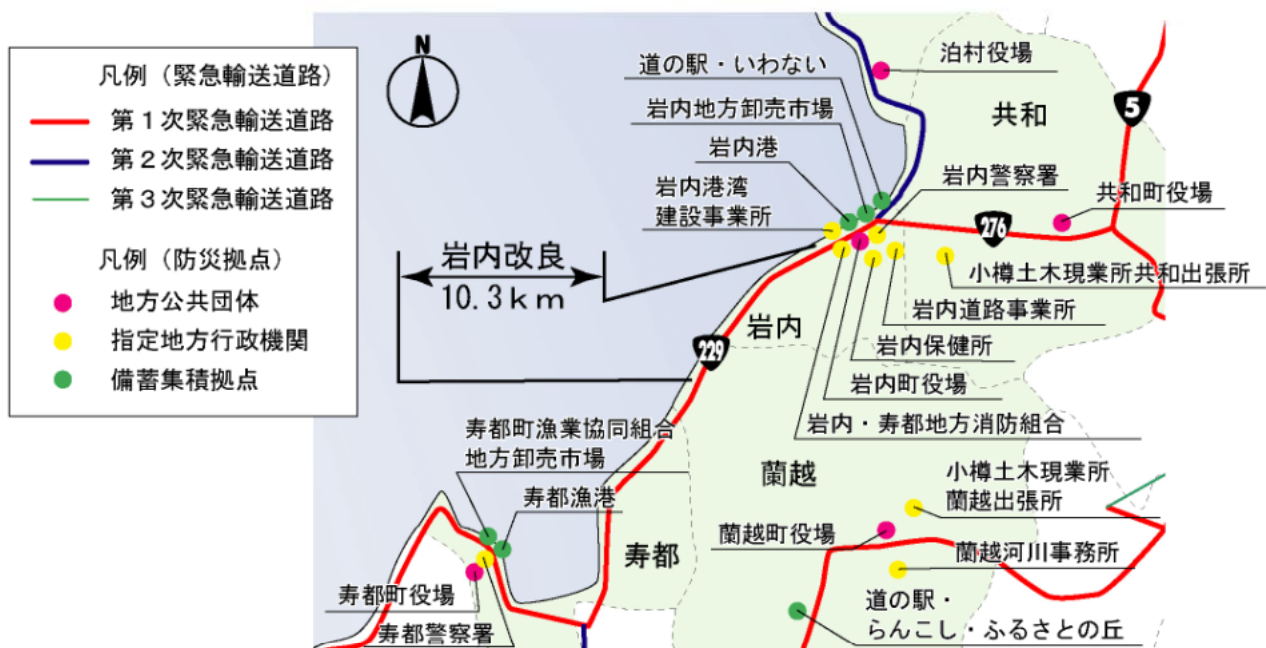 凡例（緊急輸送道路）
第１次緊急輸送道路
第２次緊急輸送道路
第３次緊急輸送道路
凡例（防災拠点）
地方公共団体
指定地方行政機関
備蓄集積拠点
N
道の駅・いわない
岩内地方卸売市場
岩内港
岩内港湾
建設事業所
泊村役場
共和
5
岩内警察署
共和町役場
276
岩内改良
10.3ｋｍ
小樽土木現業所共和出張所
岩内道路事業所
岩内
岩内保健所
229
岩内町役場
岩内・寿都地方消防組合
寿都町漁業協同組合
地方卸売市場
寿都漁港
蘭越
小樽土木現業所
蘭越出張所
蘭越町役場
蘭越河川事務所
寿都
寿都町役場
寿都警察署
道の駅・
らんこし・ふるさとの丘